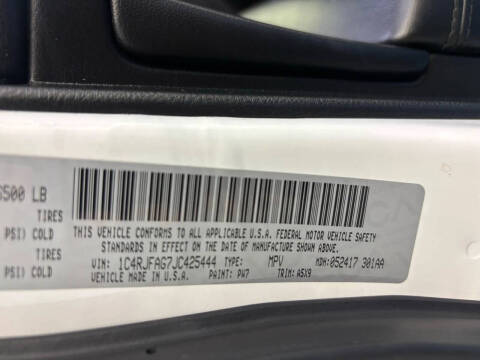 6500 LB
TIRES
PSI) COLD
TIRES
PSI) COLD
THIS VEHICLE CONFORMS TO ALL APPLICABLE U.S.A. FEDERAL MOTOR VEHICLE SAFETY
STANDARDS IN EFFECT ON THE DATE OF MANUFACTURE SHOWN ABOVE.
VIN: 1C4RJFAG7JC425444 TYPE: MPV MDH:052417 301AA
VEHICLE MADE IN U.S.A. PAINT: PW7 TRIM:A5X9